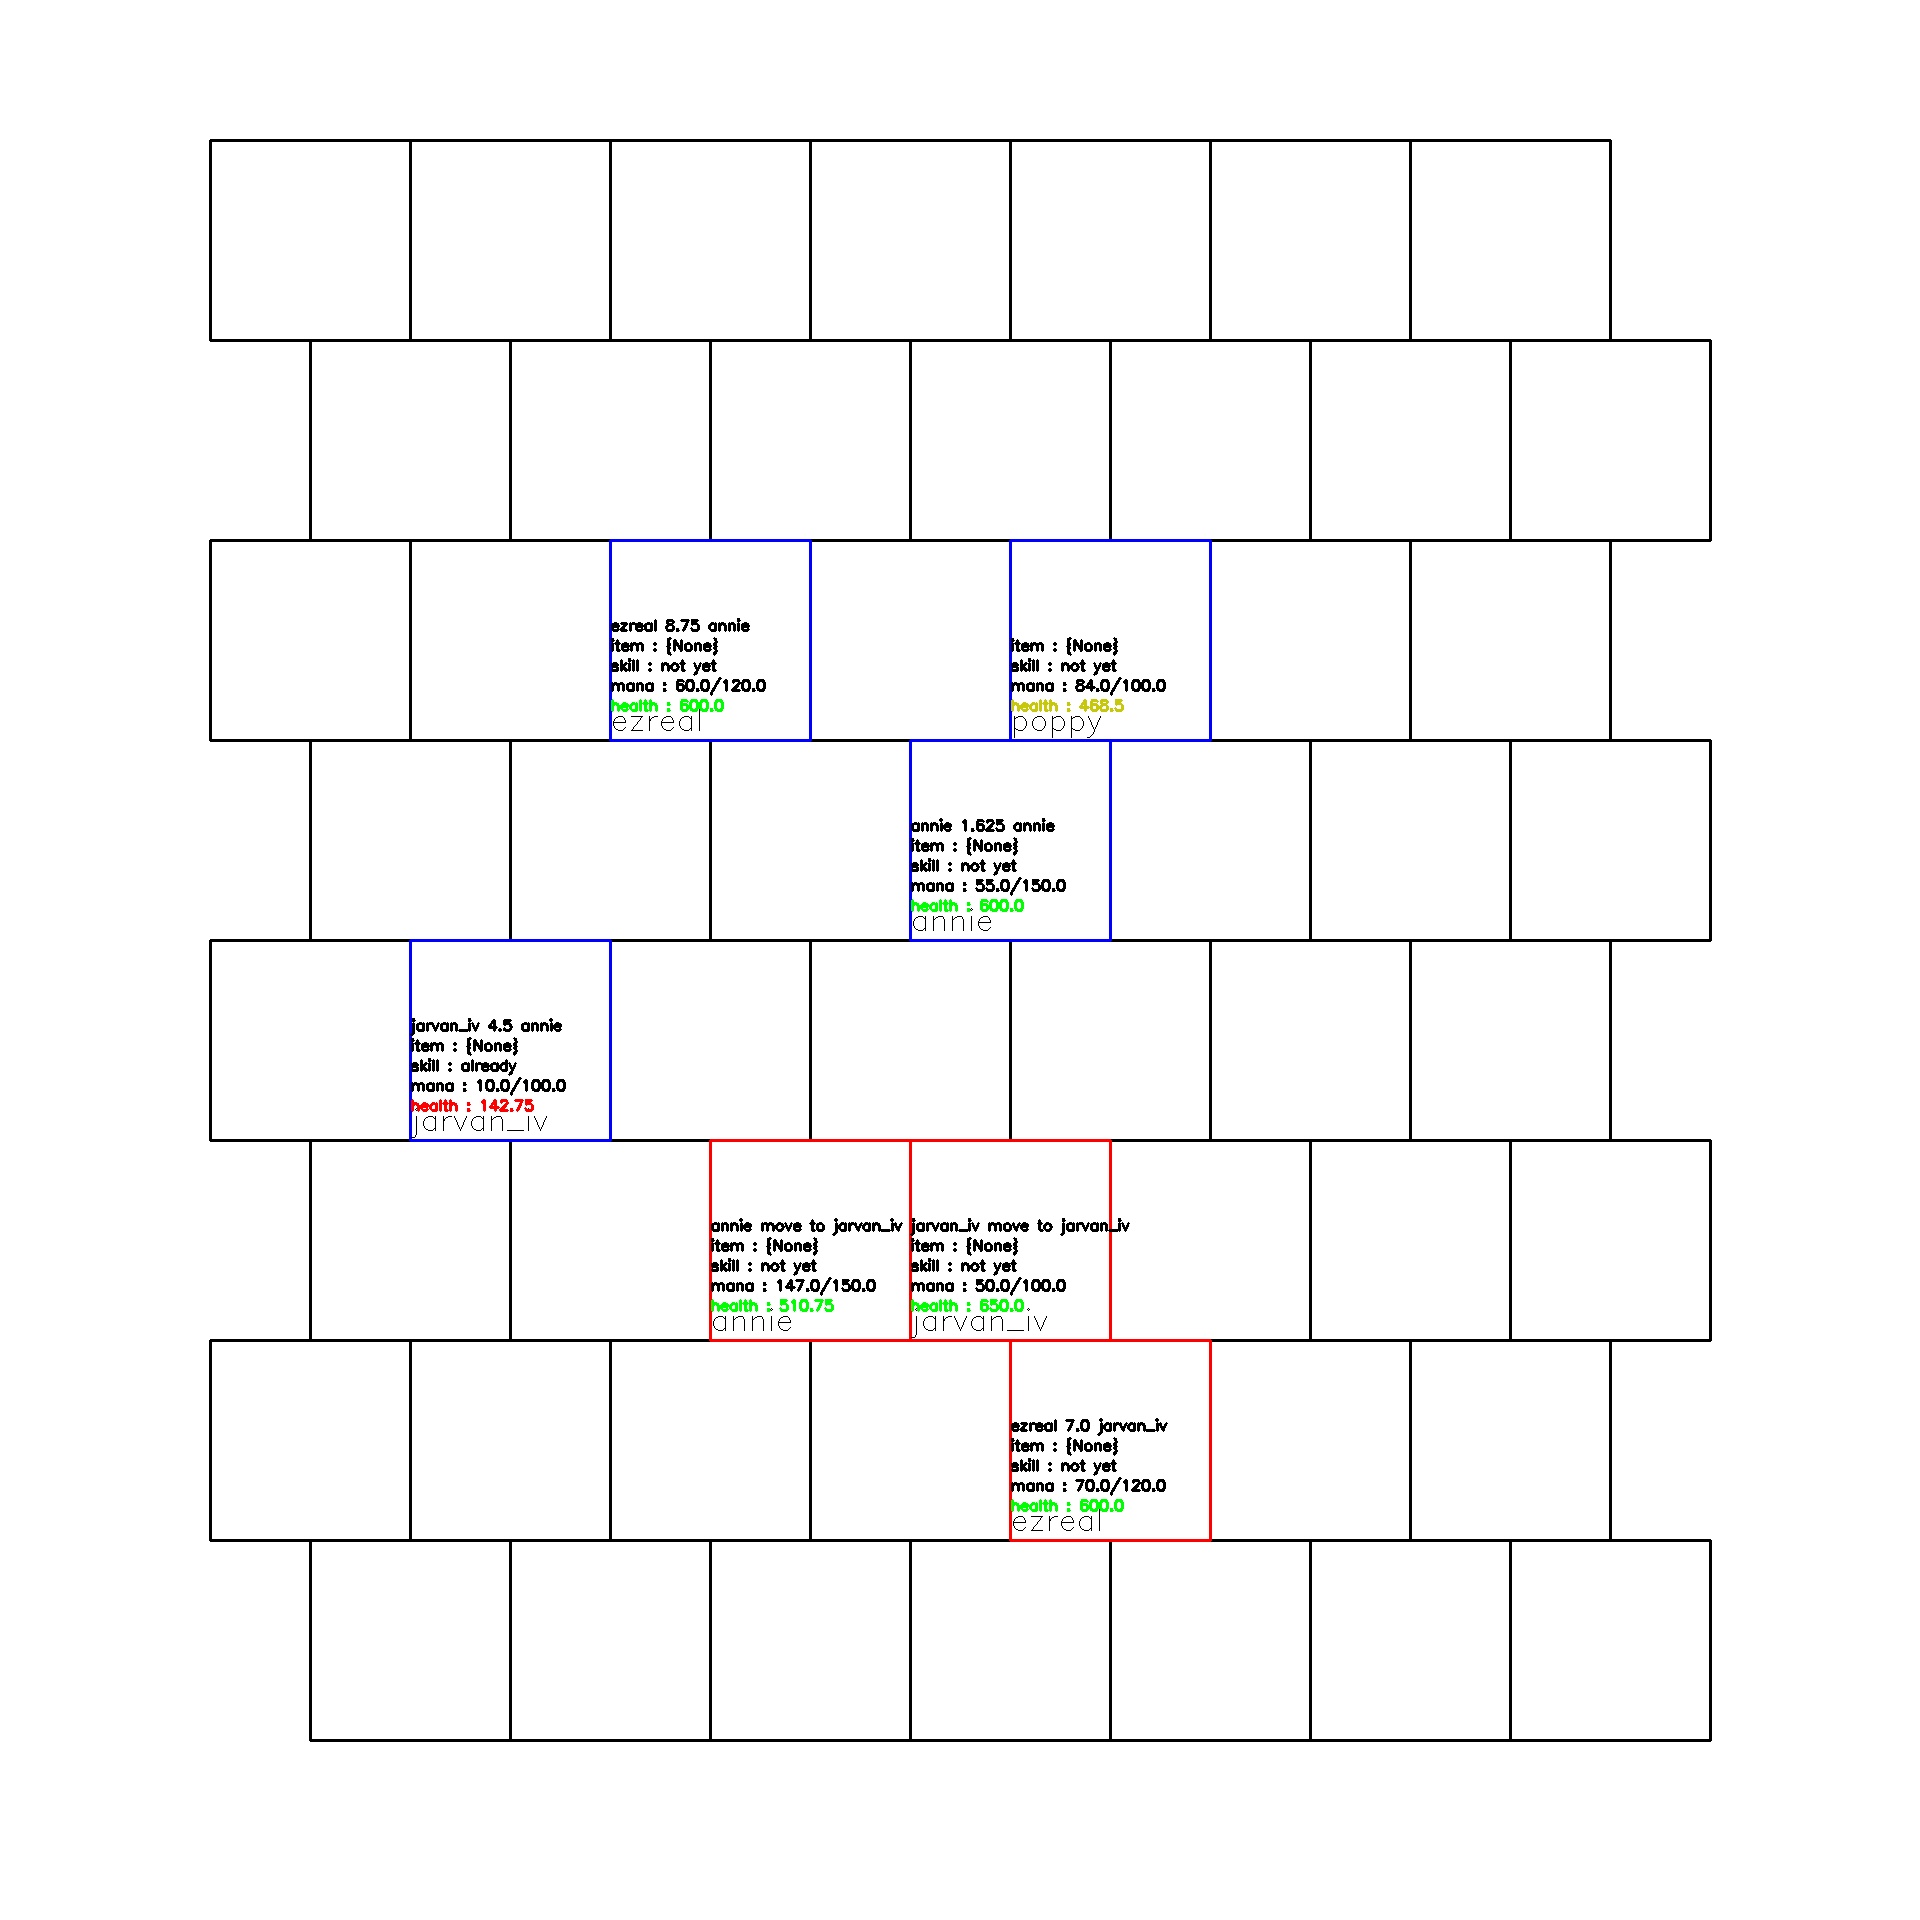 ezreal 8.75 annie
item : {None}
skill : not yet
mana : 60.0/120.0
health : 600.0
ezreal
item : {None}
skill : not yet
mana : 84.0/100.0
health : 468.5
poppy
annie 1.625 annie
item : {None}
skill : not yet
mana : 55.0/150.0
health : 600.0
annie
jarvan_iv 4.5 annie
item : {None}
skill : already
mana : 10.0/100.0
health : 142.75
jarvan_iv
annie move to jarvan_iv
item : {None}
skill : not yet
mana : 147.0/150.0
health : 510.75
annie
jarvan_iv move to jarvan_iv
item : {None}
skill : not yet
mana : 50.0/100.0
health : 650.0
jarvan_iv
ezreal 7.0 jarvan_iv
item : {None}
skill : not yet
mana : 70.0/120.0
health : 600.0
ezreal